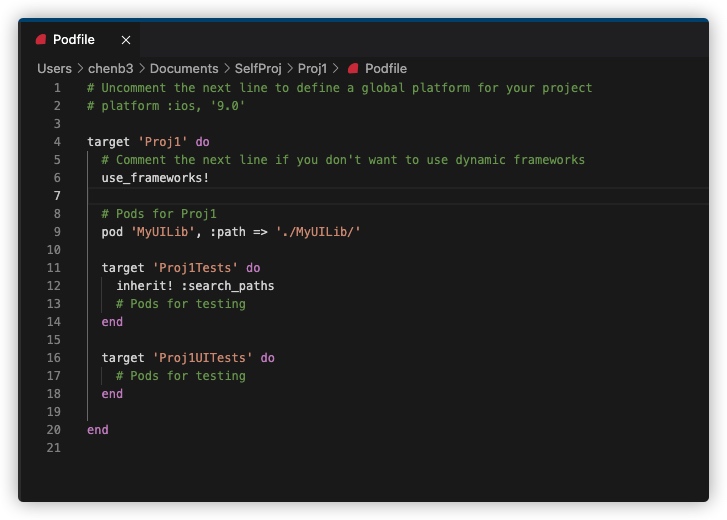 Podfile
Users > chenb3 > Documents > SelfProj > Proj1 > Podfile
1 # Uncomment the next line to define a global platform for your project
2 # platform :ios, '9.0'
3
4 target 'Proj1' do
5 # Comment the next line if you don't want to use dynamic frameworks
6 use_frameworks!
7
8 # Pods for Proj1
9 pod 'MyUILib', :path => './MyUILib/'
10
11 target 'Proj1Tests' do
12 inherit! :search_paths
13 # Pods for testing
14 end
15
16 target 'Proj1UITests' do
17 # Pods for testing
18 end
19
20 end
21